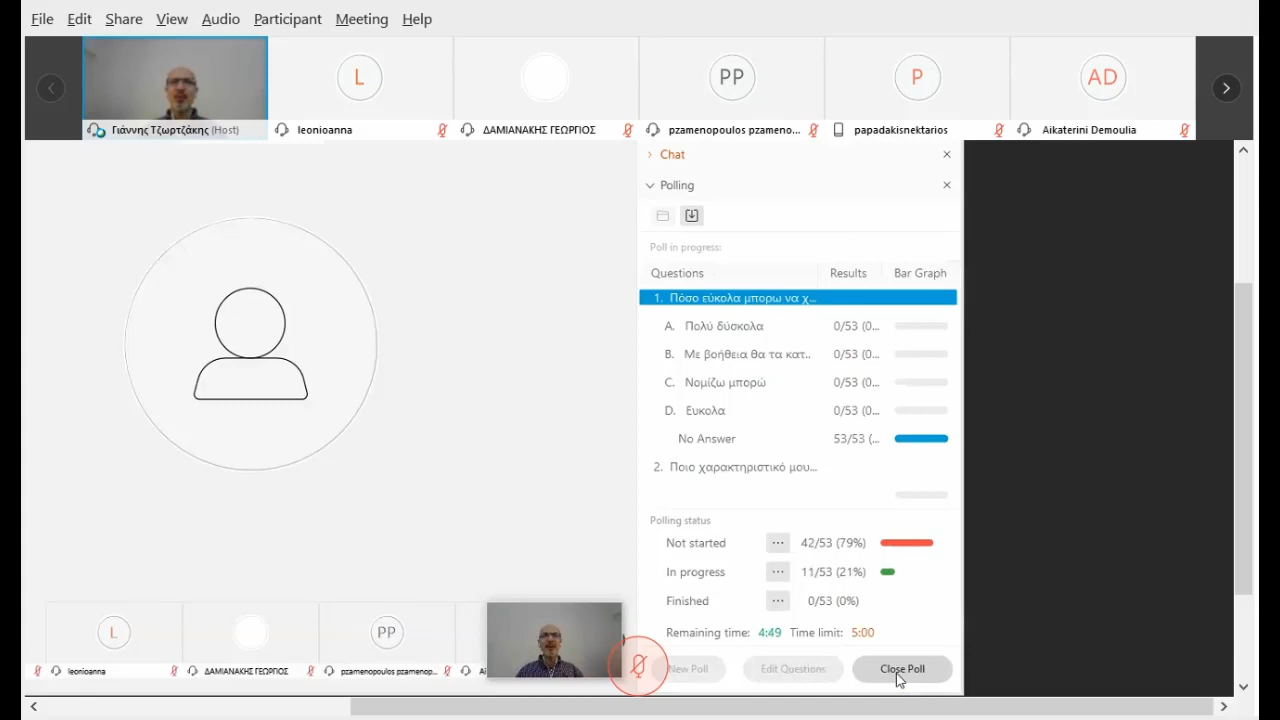 File Edit Share View Audio Participant Meeting Help
L PP P AD
Γιάννης Τζωρτζάκης (Host) leonioanna ΔΑΜΙΑΝΑΚΗΣ ΓΕΩΡΓΙΟΣ pzamenopoulos pzameno... papadakisnektarios Aikaterini Demoulia
Chat
Polling
Poll in progress:
Questions Results Bar Graph
1. Πόσο εύκολα μπορω να χ...
A. Πολύ δύσκολα 0/53 (0...
B. Με βοήθεια θα τα κατ.. 0/53 (0...
C. Νομίζω μπορώ 0/53 (0...
D. Ευκολα 0/53 (0...
No Answer 53/53 (...
2. Ποιο χαρακτηριστικό μου...
Polling status
Not started ... 42/53 (79%)
In progress ... 11/53 (21%)
Finished ... 0/53 (0%)
Remaining time: 4:49 Time limit: 5:00
New Poll Edit Questions Close Poll
L PP
leonioanna ΔΑΜΙΑΝΑΚΗΣ ΓΕΩΡΓΙΟΣ pzamenopoulos pzamenop... Ai